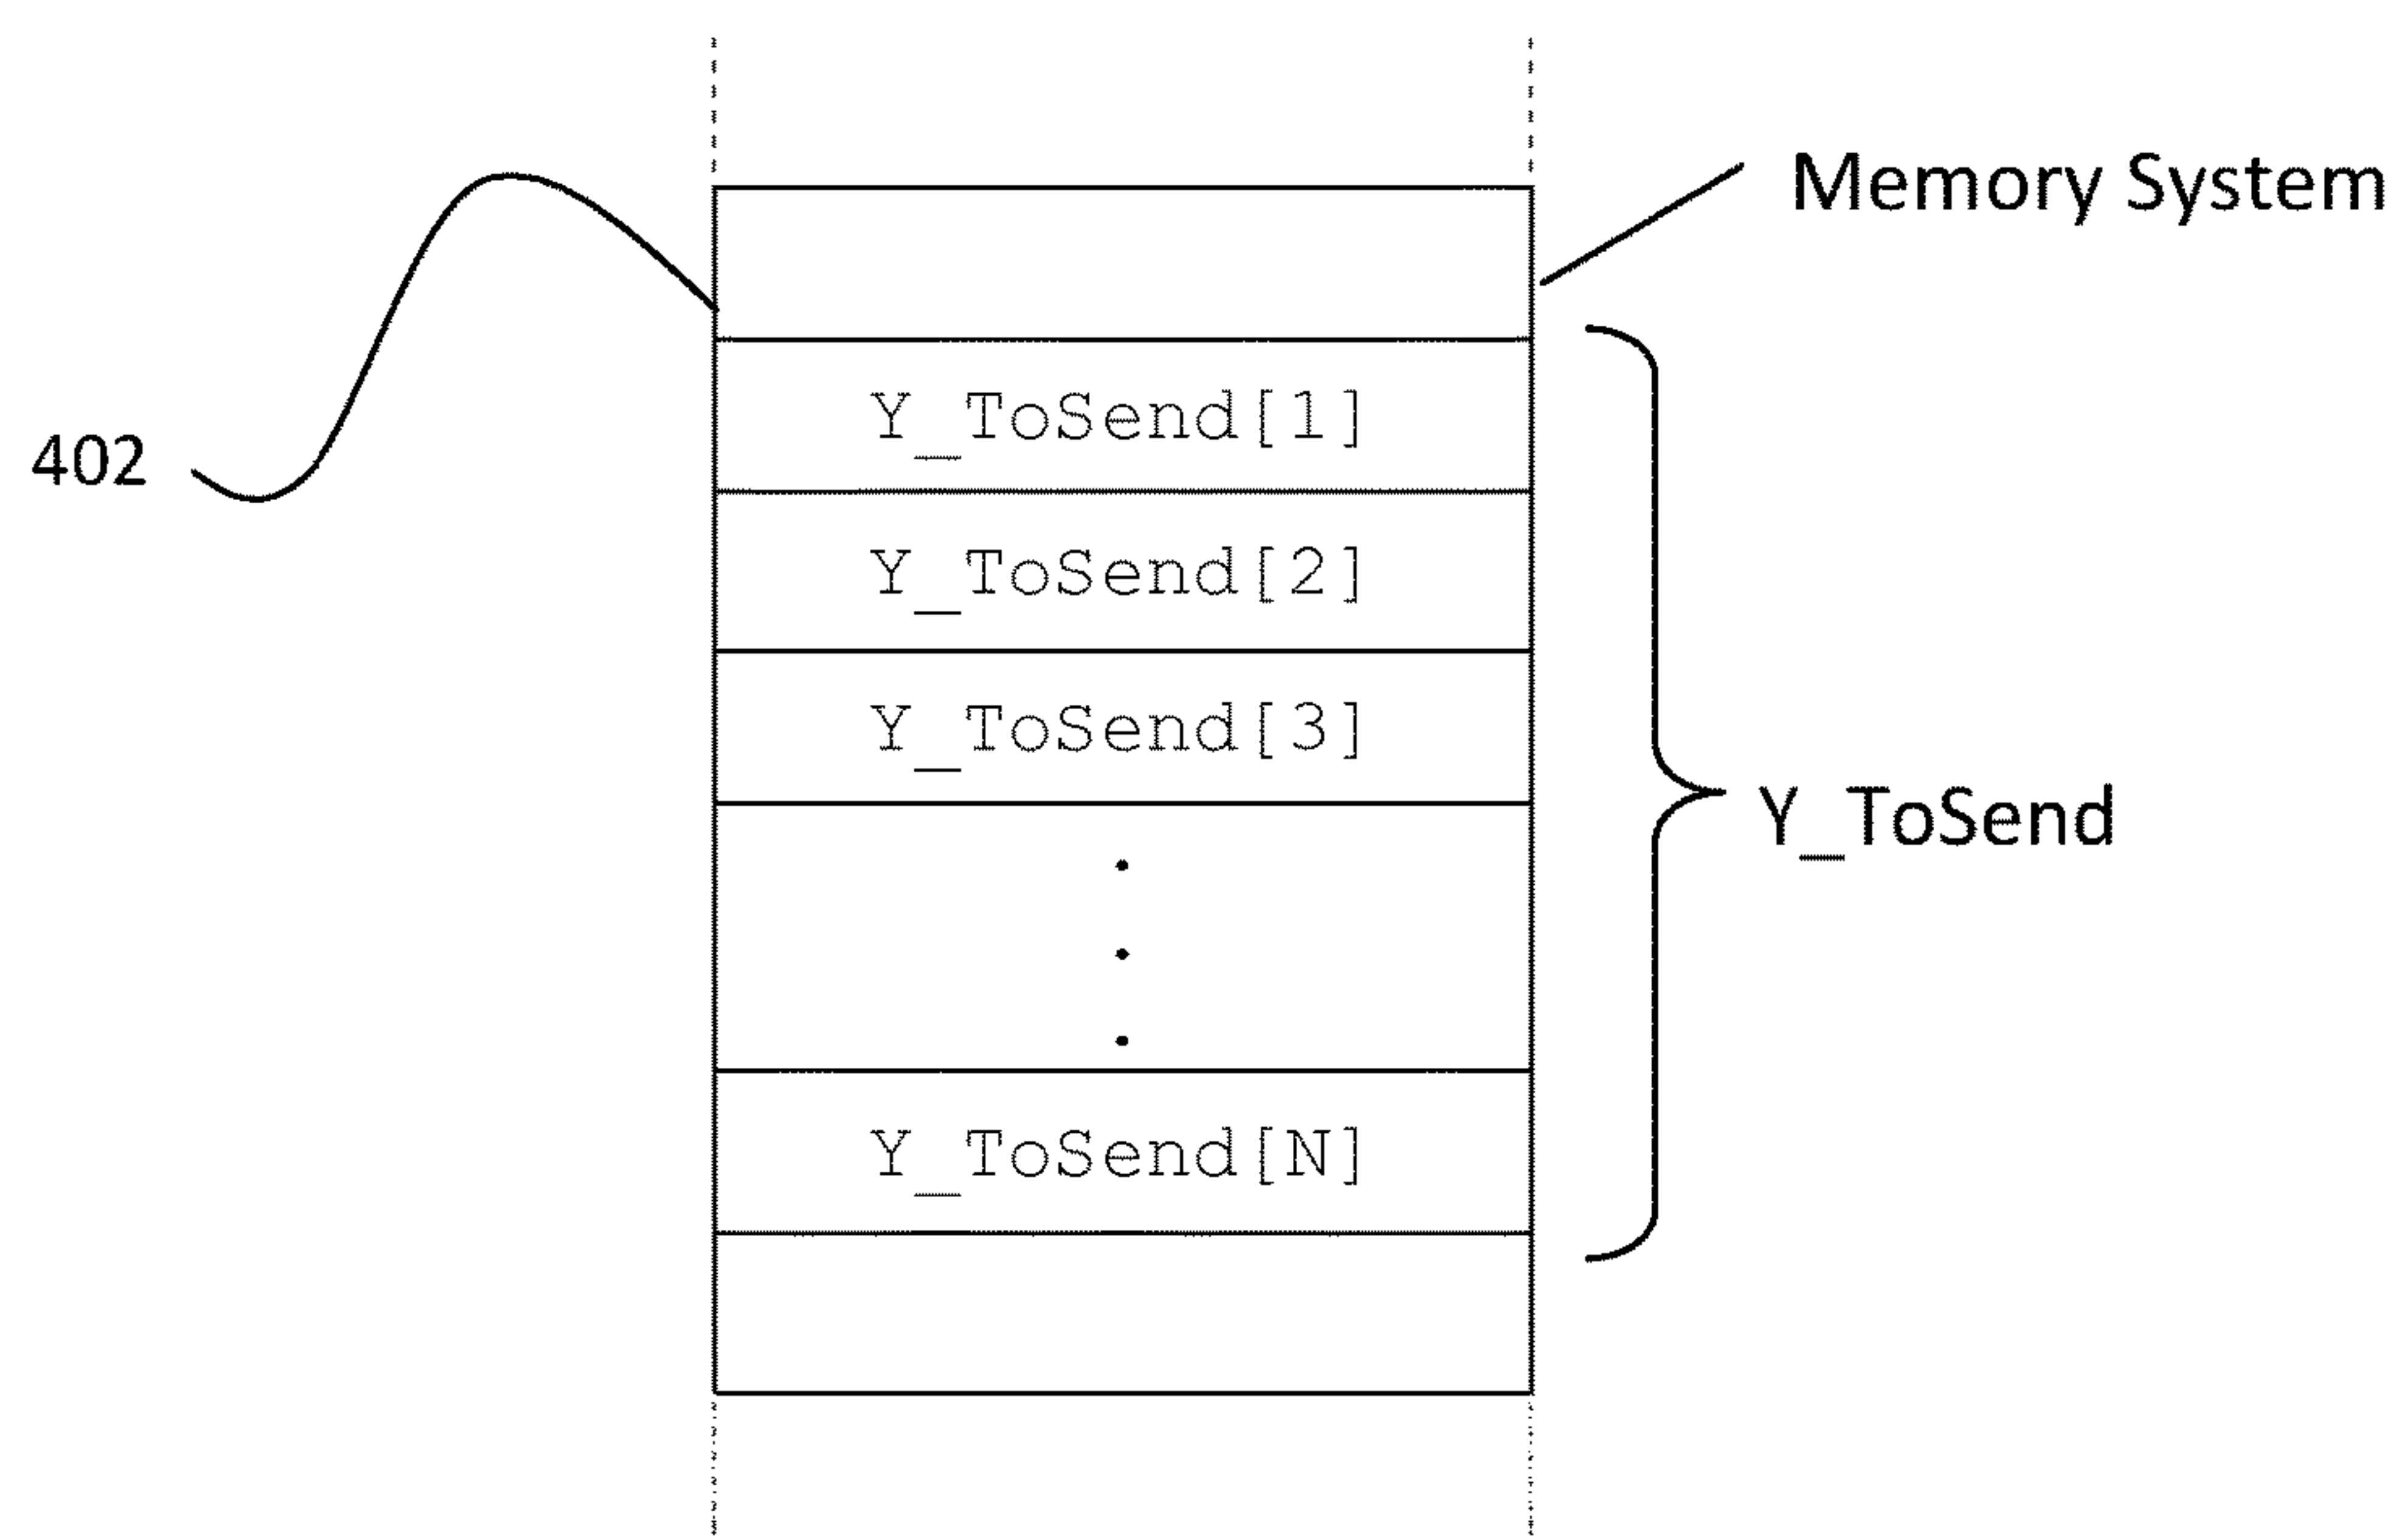 Memory System
Y_ToSend[1]
402
Y_ToSend[2]
Y_ToSend[3]
Y_ToSend
Y_ToSend[N]